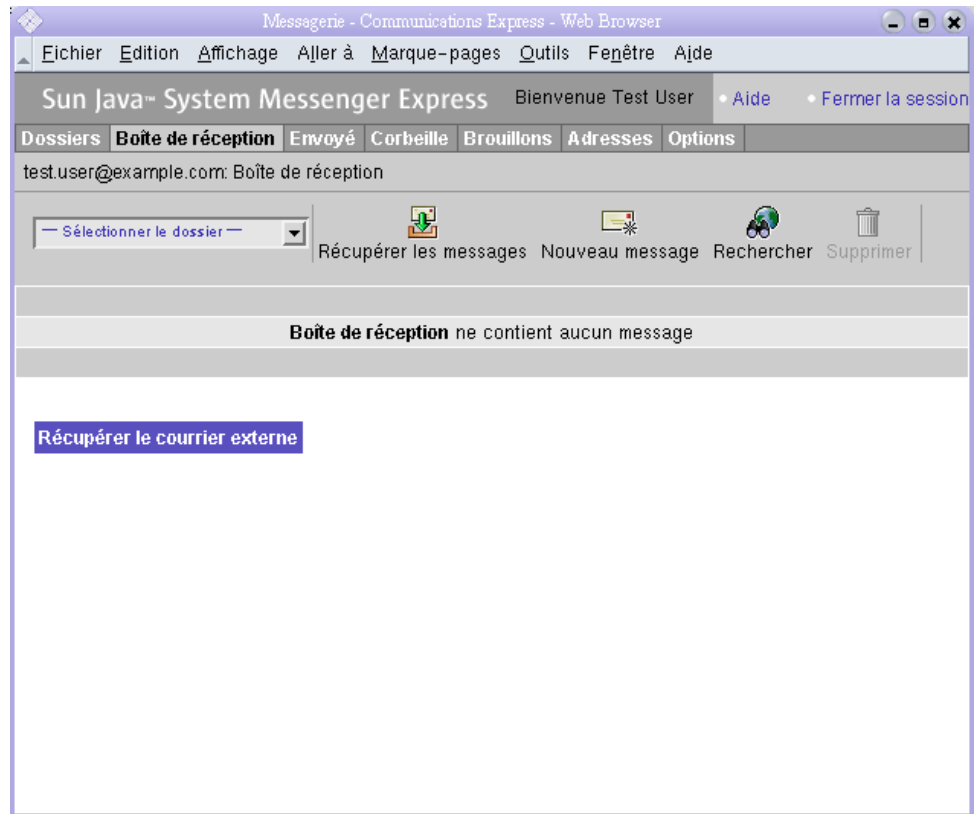 Messagerie - Communications Express - Web Browser
Fichier Edition Affichage Aller à Marque-pages Outils Fenêtre Aide
Sun Java™ System Messenger Express Bienvenue Test User • Aide • Fermer la session
Dossiers Boîte de réception Envoyé Corbeille Brouillons Adresses Options
test.user@example.com: Boîte de réception
— Sélectionner le dossier — Récupérer les messages Nouveau message Rechercher Supprimer
Boîte de réception ne contient aucun message
Récupérer le courrier externe